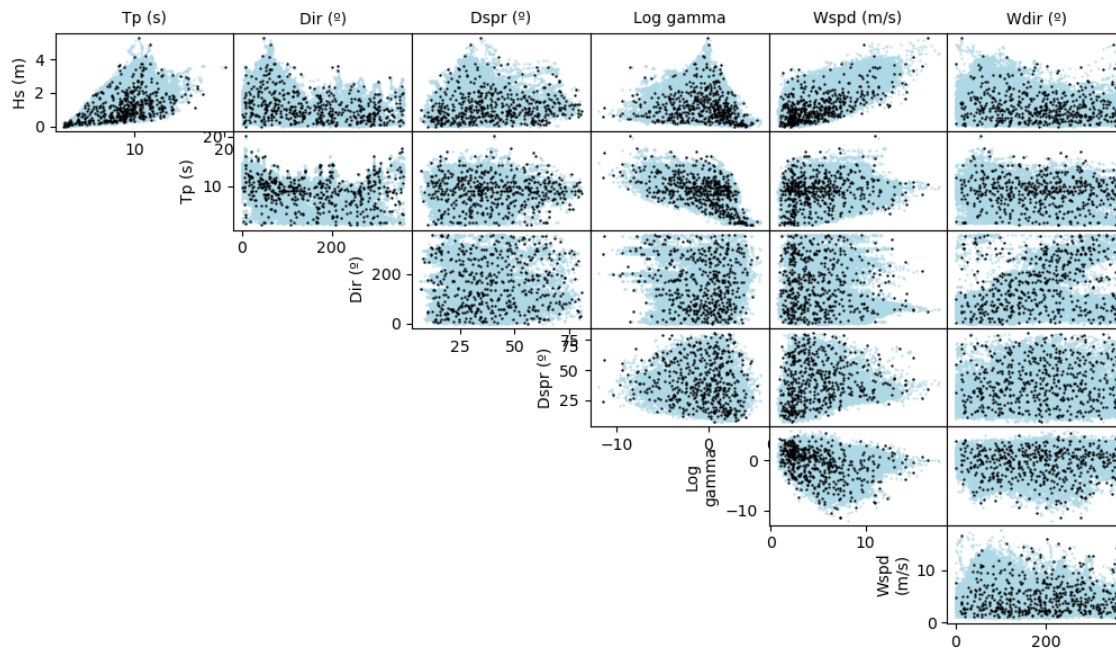 Tp (s) Dir (º) Dspr (º) Log gamma Wspd (m/s) Wdir (º)
Hs (m) 4 2 0
10 20
Tp (s) 20 10
0 200
Dir (º) 200 0
25 50 75
Dspr (º) 75 50 25
−10 0
Log
gamma 0 −10
0 10
Wspd
(m/s) 10 0
0 200